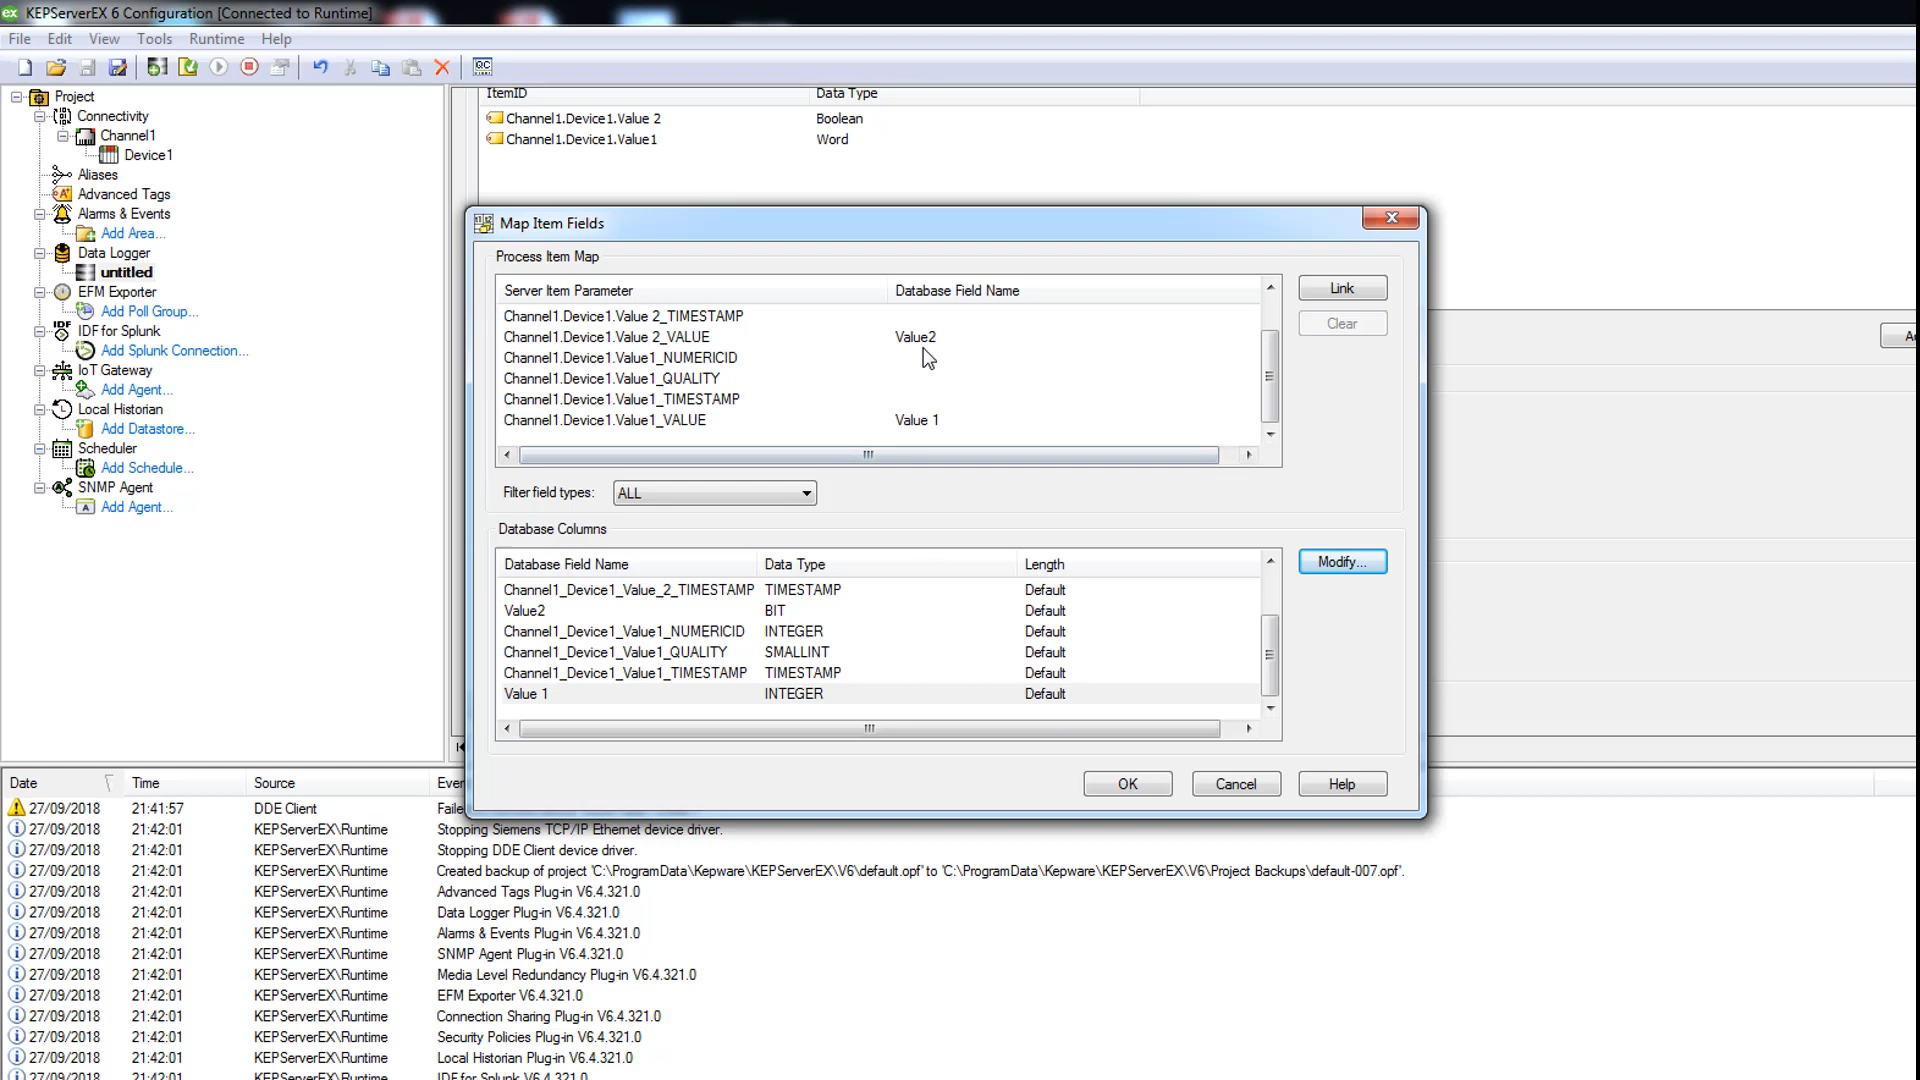 KEPServerEX 6 Configuration [Connected to Runtime]
File Edit View Tools Runtime Help
Project
Connectivity
Channel1
Device1
Aliases
Advanced Tags
Alarms & Events
Add Area...
Data Logger
untitled
EFM Exporter
Add Poll Group...
IDF for Splunk
Add Splunk Connection...
IoT Gateway
Add Agent...
Local Historian
Add Datastore...
Scheduler
Add Schedule...
SNMP Agent
Add Agent...
ItemID Data Type
Channel1.Device1.Value 2 Boolean
Channel1.Device1.Value1 Word
Map Item Fields
Process Item Map
Server Item Parameter Database Field Name
Channel1.Device1.Value 2_TIMESTAMP
Channel1.Device1.Value 2_VALUE Value2
Channel1.Device1.Value1_NUMERICID
Channel1.Device1.Value1_QUALITY
Channel1.Device1.Value1_TIMESTAMP
Channel1.Device1.Value1_VALUE Value 1
Link
Clear
Filter field types: ALL
Database Columns
Database Field Name Data Type Length
Channel1_Device1_Value_2_TIMESTAMP TIMESTAMP Default
Value2 BIT Default
Channel1_Device1_Value1_NUMERICID INTEGER Default
Channel1_Device1_Value1_QUALITY SMALLINT Default
Channel1_Device1_Value1_TIMESTAMP TIMESTAMP Default
Value 1 INTEGER Default
Modify...
OK Cancel Help
Date Time Source
27/09/2018 21:41:57 DDE Client
27/09/2018 21:42:01 KEPServerEX\Runtime Stopping Siemens TCP/IP Ethernet device driver.
27/09/2018 21:42:01 KEPServerEX\Runtime Stopping DDE Client device driver.
27/09/2018 21:42:01 KEPServerEX\Runtime Created backup of project 'C:\ProgramData\Kepware\KEPServerEX\V6\default.opf' to 'C:\ProgramData\Kepware\KEPServerEX\V6\Project Backups\default-007.opf'.
27/09/2018 21:42:01 KEPServerEX\Runtime Advanced Tags Plug-in V6.4.321.0
27/09/2018 21:42:01 KEPServerEX\Runtime Data Logger Plug-in V6.4.321.0
27/09/2018 21:42:01 KEPServerEX\Runtime Alarms & Events Plug-in V6.4.321.0
27/09/2018 21:42:01 KEPServerEX\Runtime SNMP Agent Plug-in V6.4.321.0
27/09/2018 21:42:01 KEPServerEX\Runtime Media Level Redundancy Plug-in V6.4.321.0
27/09/2018 21:42:01 KEPServerEX\Runtime EFM Exporter V6.4.321.0
27/09/2018 21:42:01 KEPServerEX\Runtime Connection Sharing Plug-in V6.4.321.0
27/09/2018 21:42:01 KEPServerEX\Runtime Security Policies Plug-in V6.4.321.0
27/09/2018 21:42:01 KEPServerEX\Runtime Local Historian Plug-in V6.4.321.0
27/09/2018 21:42:01 KEPServerEX\Runtime IDF for Splunk V6.4.321.0